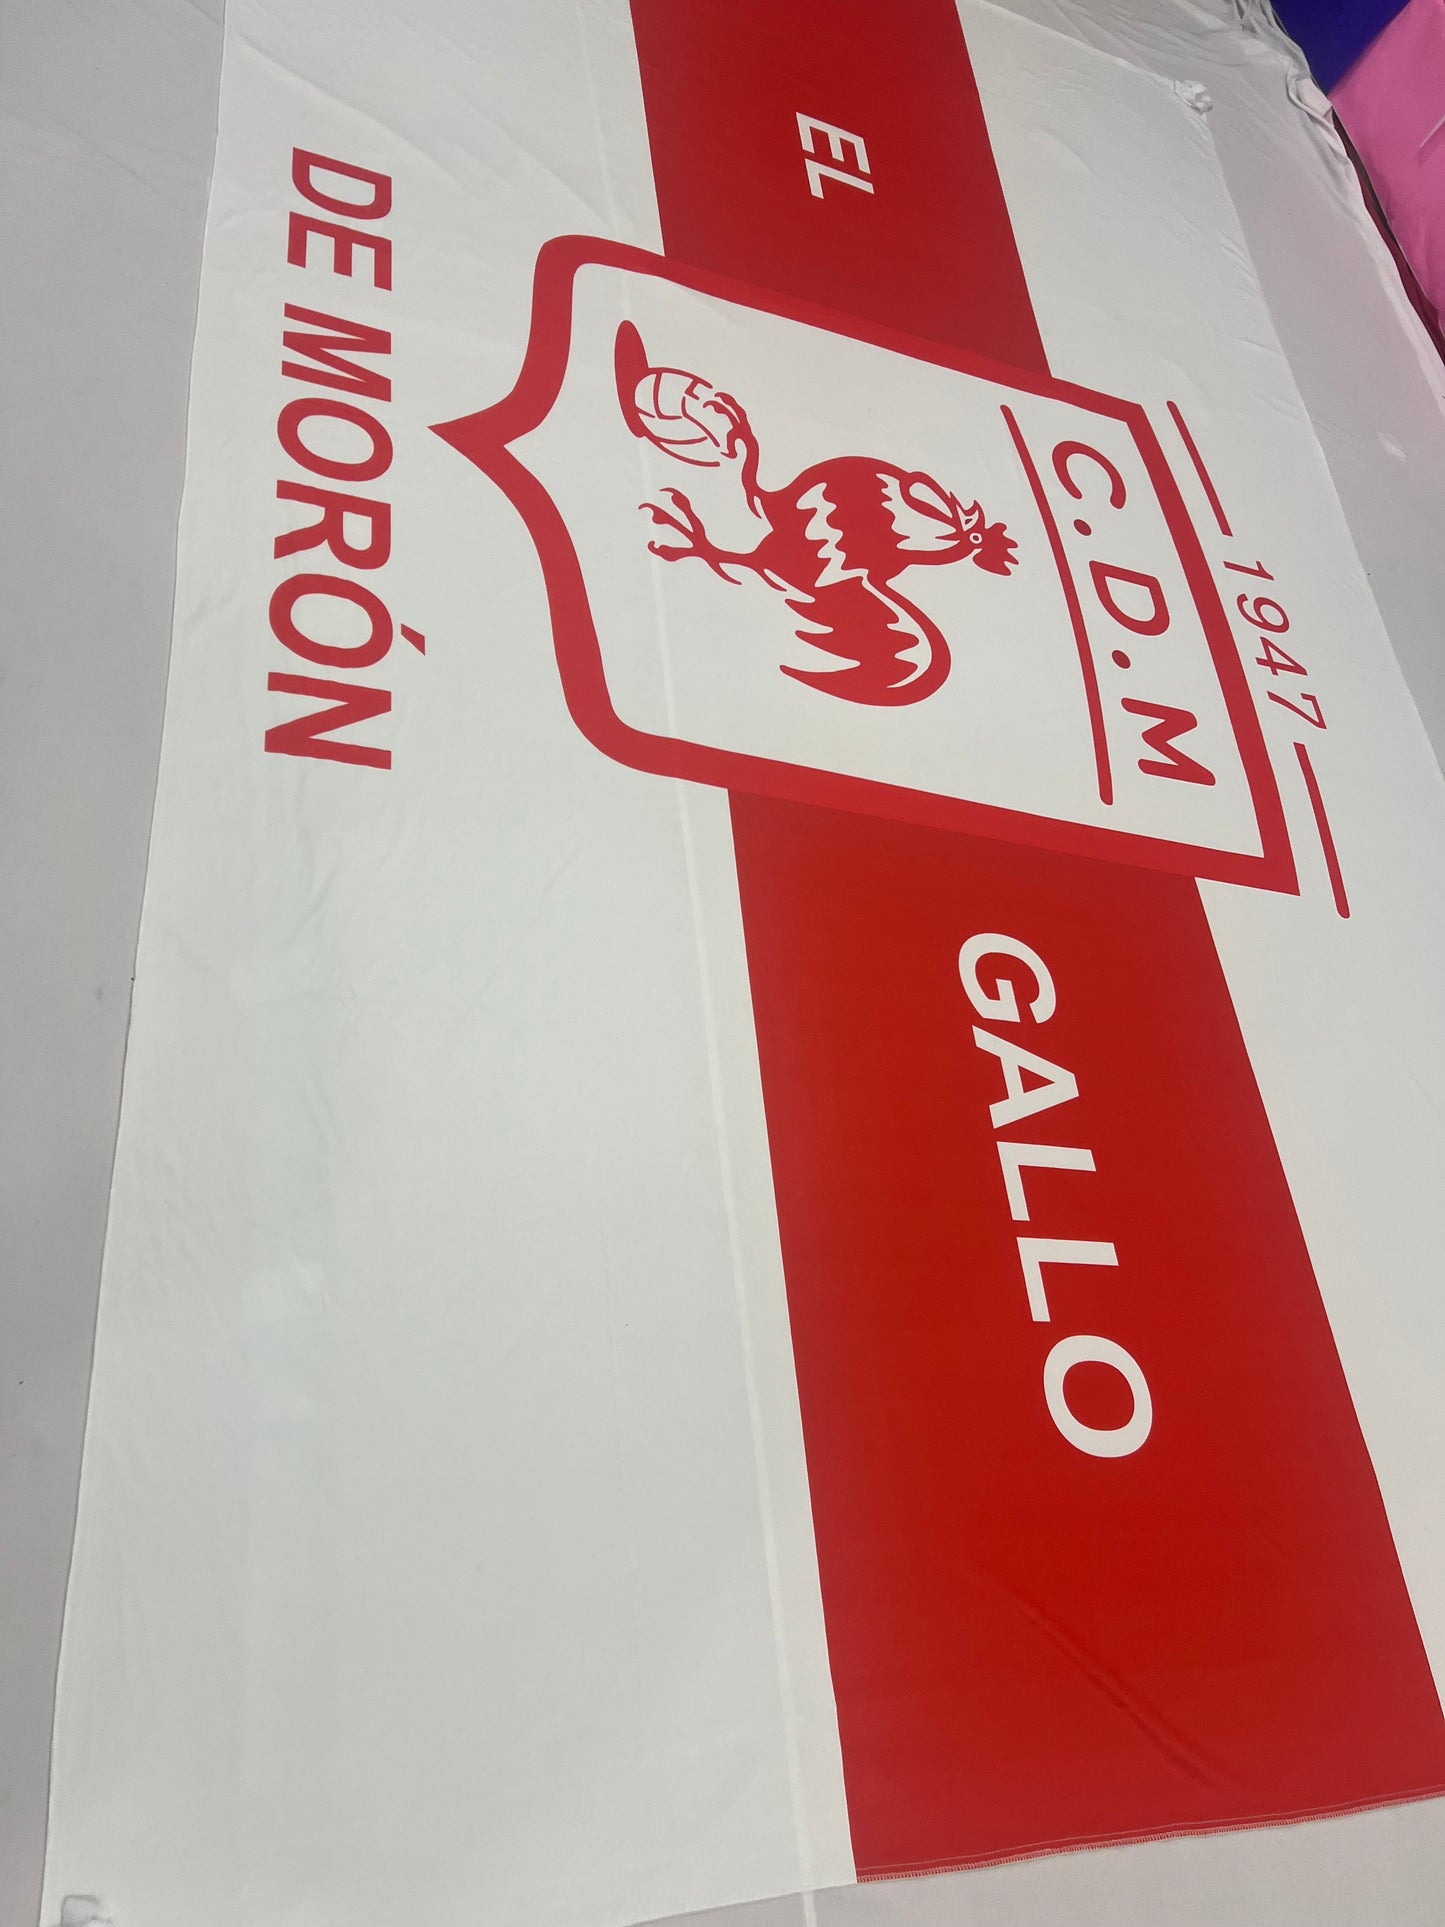 1947
C.D.M
EL GALLO
DE MORÓN